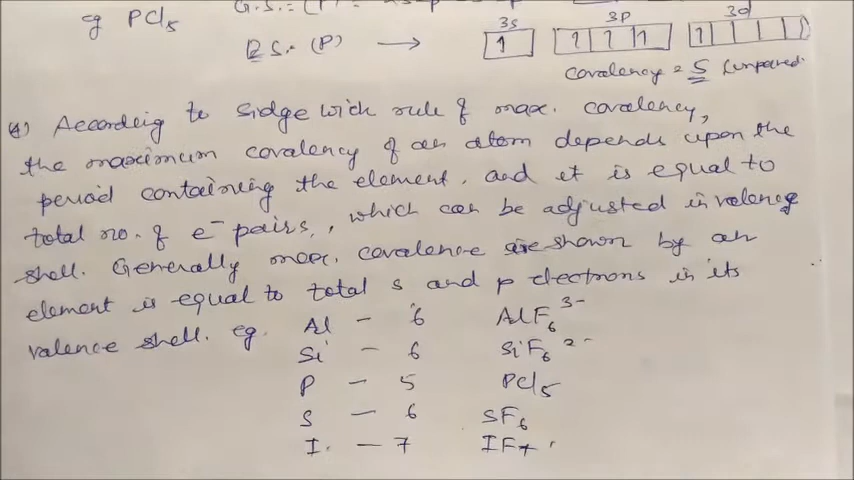 G.S. =
eg PCl5
E.S. (P) → 3s 3p 3d
1 1 1 1 1
covalency = 5 (unpaired
4) According to sidgewick rule of max. covalency,
the maximum covalency of an atom depends upon the
period containing the element. and it is equal to
total no. of e⁻ pairs, which can be adjusted in valency
shell. Generally max. covalence are shown by an
element is equal to total s and p electrons in its
valence shell. eg. Al – 6 AlF6 3-
Si – 6 SiF6 2-
P – 5 PCl5
S – 6 SF6
I. – 7 IF7